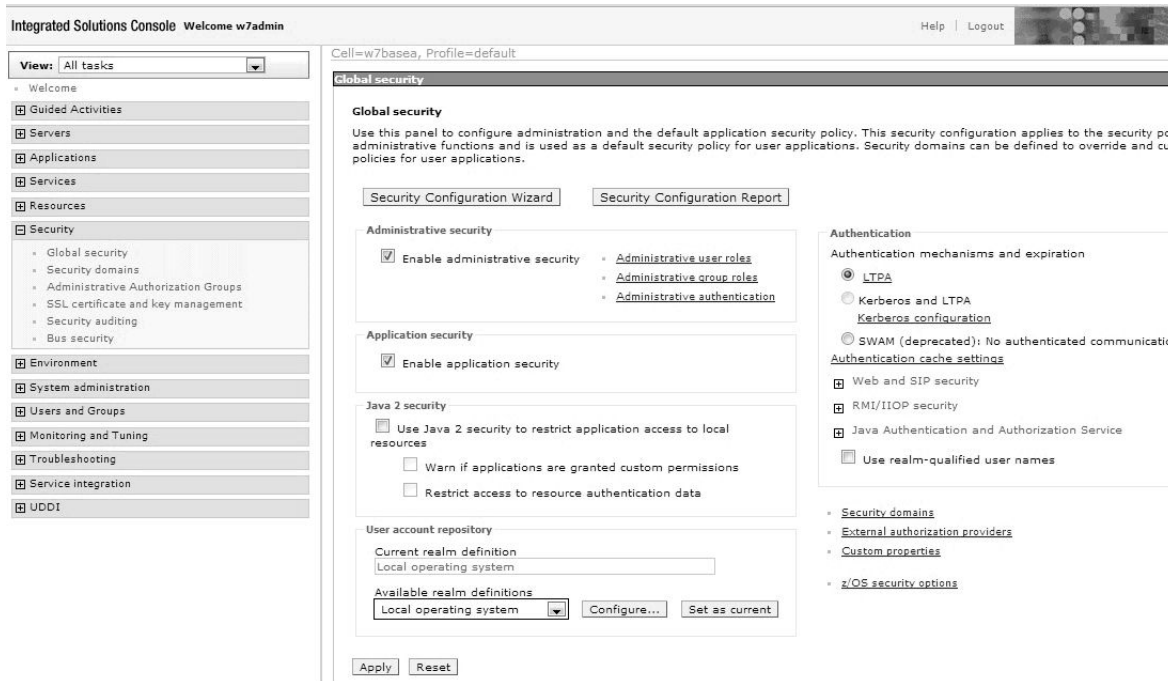 Integrated Solutions Console Welcome w7admin
Help | Logout
View: All tasks
Welcome
Guided Activities
Servers
Applications
Services
Resources
Security
Global security
Security domains
Administrative Authorization Groups
SSL certificate and key management
Security auditing
Bus security
Environment
System administration
Users and Groups
Monitoring and Tuning
Troubleshooting
Service integration
UDDI
Cell=w7basea, Profile=default
Global security
Global security
Use this panel to configure administration and the default application security policy. This security configuration applies to the security po
administrative functions and is used as a default security policy for user applications. Security domains can be defined to override and cu
policies for user applications.
Security Configuration Wizard
Security Configuration Report
Administrative security
Enable administrative security
Administrative user roles
Administrative group roles
Administrative authentication
Application security
Enable application security
Java 2 security
Use Java 2 security to restrict application access to local
resources
Warn if applications are granted custom permissions
Restrict access to resource authentication data
User account repository
Current realm definition
Local operating system
Available realm definitions
Local operating system
Configure...
Set as current
Apply
Reset
Authentication
Authentication mechanisms and expiration
LTPA
Kerberos and LTPA
Kerberos configuration
SWAM (deprecated): No authenticated communicatio
Authentication cache settings
Web and SIP security
RMI/IIOP security
Java Authentication and Authorization Service
Use realm-qualified user names
Security domains
External authorization providers
Custom properties
z/OS security options